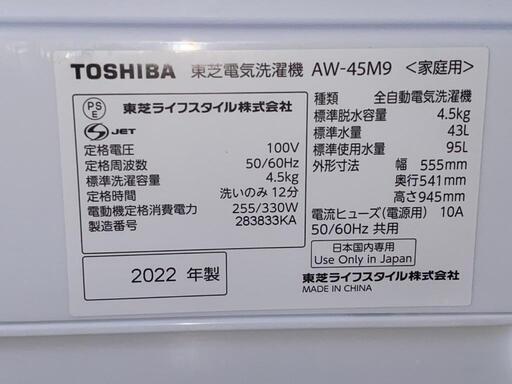 TOSHIBA 東芝電気洗濯機 AW-45M9 <家庭用>
PS
E
東芝ライフスタイル株式会社
S JET
定格電圧 100V
定格周波数 50/60Hz
標準洗濯容量 4.5kg
定格時間 洗いのみ 12分
電動機定格消費電力 255/330W
製造番号 283833KA
2022 年製
種類 全自動電気洗濯機
標準脱水容量 4.5kg
標準水量 43L
標準使用水量 95L
外形寸法 幅 555mm
奥行541mm
高さ945mm
電流ヒューズ(電源用) 10A
50/60Hz 共用
日本国内専用
Use Only in Japan
東芝ライフスタイル株式会社
MADE IN CHINA